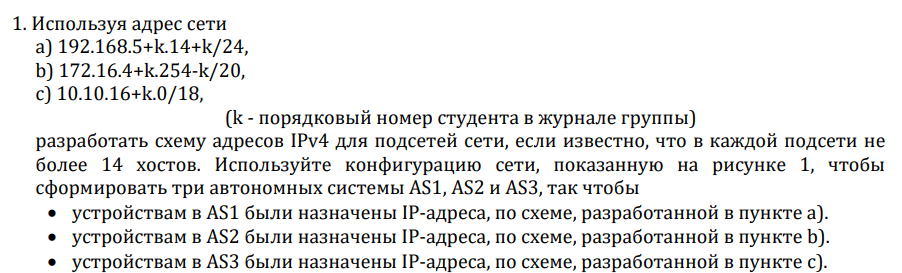 1. Используя адрес сети
a) 192.168.5+k.14+k/24,
b) 172.16.4+k.254-k/20,
c) 10.10.16+k.0/18,
(k - порядковый номер студента в журнале группы)
разработать схему адресов IPv4 для подсетей сети, если известно, что в каждой подсети не
более 14 хостов. Используйте конфигурацию сети, показанную на рисунке 1, чтобы
сформировать три автономных системы AS1, AS2 и AS3, так чтобы
• устройствам в AS1 были назначены IP-адреса, по схеме, разработанной в пункте a).
• устройствам в AS2 были назначены IP-адреса, по схеме, разработанной в пункте b).
• устройствам в AS3 были назначены IP-адреса, по схеме, разработанной в пункте c).